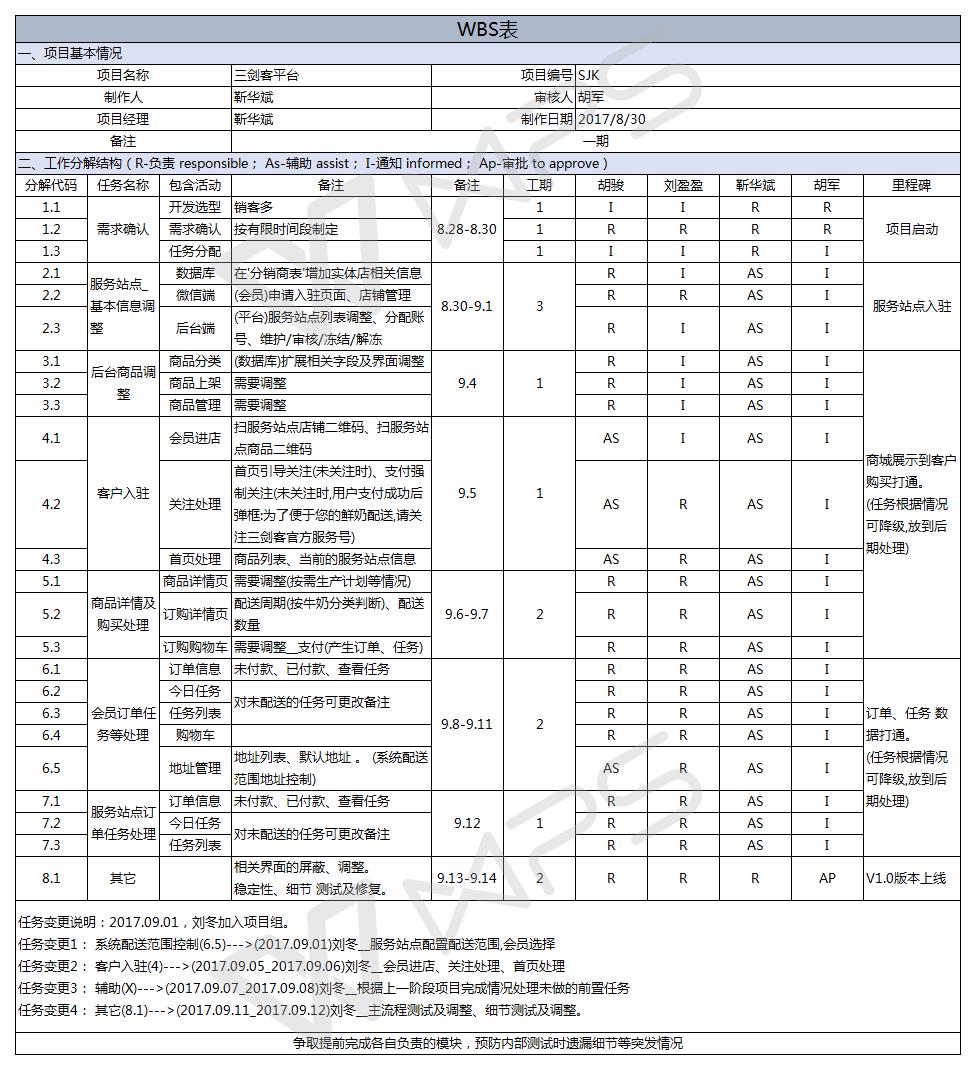 WBS表
一、项目基本情况
项目名称 三剑客平台 项目编号 SJK
制作人 靳华斌 审核人 胡军
项目经理 靳华斌 制作日期 2017/8/30
备注 一期
二、工作分解结构（R-负责 responsible； As-辅助 assist； I-通知 informed； Ap-审批 to approve）
分解代码 任务名称 包含活动 备注 备注 工期 胡骏 刘盈盈 靳华斌 胡军 里程碑
1.1 开发选型 销客多 1 I I R R
1.2 需求确认 需求确认 按有限时间段制定 8.28-8.30 1 R R R R 项目启动
1.3 任务分配 1 I I R I
2.1 数据库 在'分销商表'增加实体店相关信息 R I AS I
服务站点_
2.2 基本信息调 微信端 (会员)申请入驻页面、店铺管理 8.30-9.1 3 R R AS I 服务站点入驻
整
2.3 后台端 (平台)服务站点列表调整、分配账 R I AS I
号、维护/审核/冻结/解冻
3.1 商品分类 (数据库)扩展相关字段及界面调整 R I AS I
后台商品调
3.2 商品上架 需要调整 9.4 1 R I AS I
整
3.3 商品管理 需要调整 R I AS I
4.1 会员进店 扫服务站点店铺二维码、扫服务站 AS I AS I
点商品二维码
商城展示到客户
购买打通。
(任务根据情况
可降级,放到后
期处理)
客户入驻 9.5 1
4.2 关注处理 首页引导关注(未关注时)、支付强 AS R AS I
制关注(未关注时,用户支付成功后
弹框:为了便于您的鲜奶配送,请关
注三剑客官方服务号)
4.3 首页处理 商品列表、当前的服务站点信息 AS R AS I
5.1 商品详情页 需要调整(按需生产计划等情况) R R AS I
商品详情及
购买处理
5.2 订购详情页 配送周期(按牛奶分类判断)、配送 9.6-9.7 2 R R AS I
数量
5.3 订购购物车 需要调整__支付(产生订单、任务) R R AS I
6.1 订单信息 未付款、已付款、查看任务 R R AS I
6.2 今日任务 对未配送的任务可更改备注 R R AS I
6.3 会员订单任 任务列表 R R AS I
务等处理 9.8-9.11 2
6.4 购物车 R R AS I
订单、任务 数
据打通。
(任务根据情况
可降级,放到后
期处理)
6.5 地址管理 地址列表、默认地址 。 (系统配送 AS R AS I
范围地址控制)
7.1 订单信息 未付款、已付款、查看任务 R R AS I
服务站点订
7.2 今日任务 对未配送的任务可更改备注 9.12 1 R R AS I
单任务处理
7.3 任务列表 R R AS I
8.1 其它 相关界面的屏蔽、调整。 9.13-9.14 2 R R R AP V1.0版本上线
稳定性、细节 测试及修复。
任务变更说明：2017.09.01，刘冬加入项目组。
任务变更1： 系统配送范围控制(6.5)--->(2017.09.01)刘冬__服务站点配置配送范围,会员选择
任务变更2： 客户入驻(4)--->(2017.09.05_2017.09.06)刘冬__会员进店、关注处理、首页处理
任务变更3： 辅助(X)--->(2017.09.07_2017.09.08)刘冬__根据上一阶段项目完成情况处理未做的前置任务
任务变更4： 其它(8.1)--->(2017.09.11_2017.09.12)刘冬__主流程测试及调整、细节测试及调整。
争取提前完成各自负责的模块，预防内部测试时遗漏细节等突发情况
WPS
WPS